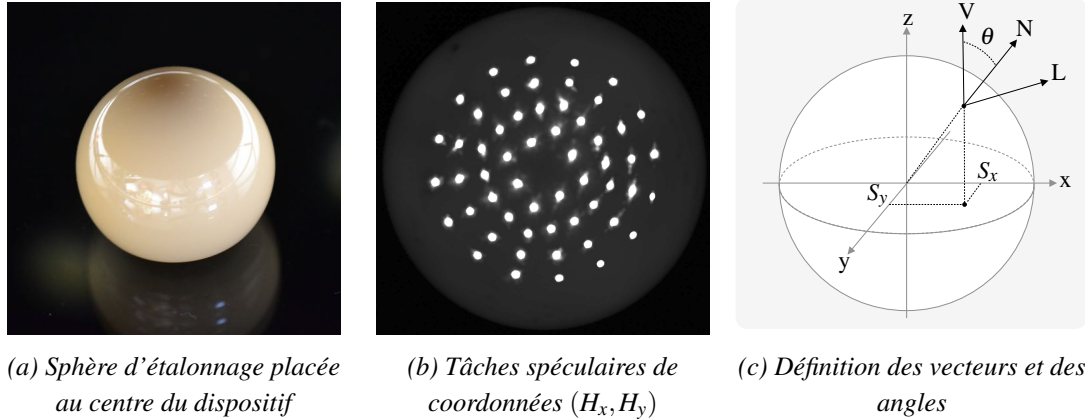 z
V
N
θ
L
S_x
x
S_y
y
(a) Sphère d'étalonnage placée
au centre du dispositif
(b) Tâches spéculaires de
coordonnées (H_x, H_y)
(c) Définition des vecteurs et des
angles